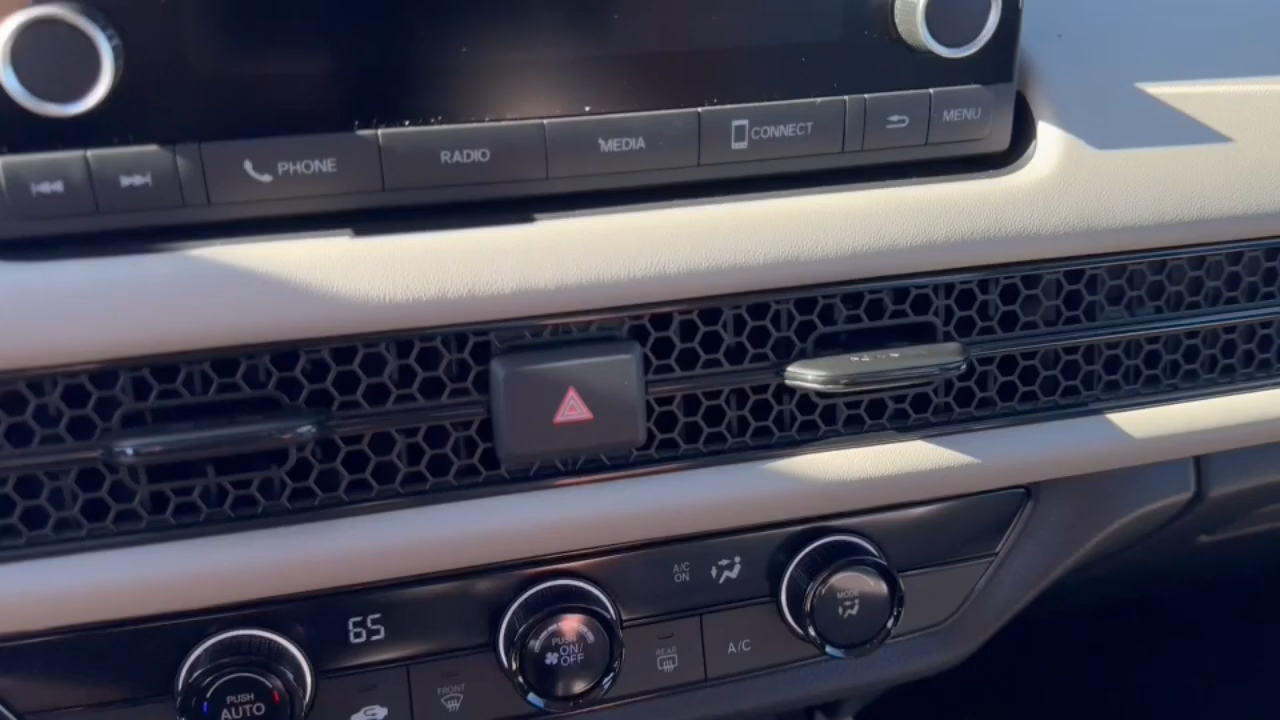 PHONE
RADIO
MEDIA
CONNECT
MENU
A/C
ON
MODE
65
PUSH
ON/
OFF
REAR
A/C
FRONT
PUSH
AUTO